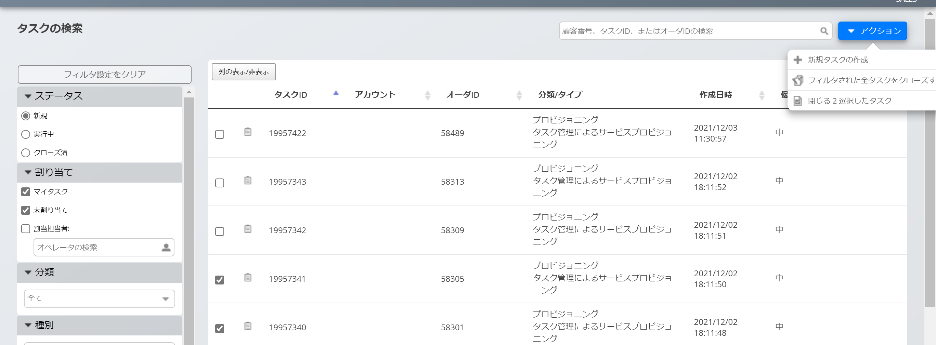 タスクの検索
顧客番号、タスクID、またはオーダIDの検索
アクション
新規タスクの作成
フィルタされた全タスクをクローズす
閉じる 2 選択したタスク
フィルタ設定をクリア
列の表示/非表示
ステータス
新規
実行中
クローズ済
割り当て
マイタスク
未割り当て
割当担当者:
オペレータの検索
分類
全て
種別
タスクID アカウント オーダID 分類/タイプ 作成日時
19957422 58489 プロビジョニング
タスク管理によるサービスプロビジョ
ニング
2021/12/03
11:30:57
中
19957343 58313 プロビジョニング
タスク管理によるサービスプロビジョ
ニング
2021/12/02
18:11:52
中
19957342 58309 プロビジョニング
タスク管理によるサービスプロビジョ
ニング
2021/12/02
18:11:51
中
19957341 58305 プロビジョニング
タスク管理によるサービスプロビジョ
ニング
2021/12/02
18:11:50
中
19957340 58301 プロビジョニング
タスク管理によるサービスプロビジョ
ニング
2021/12/02
18:11:48
中